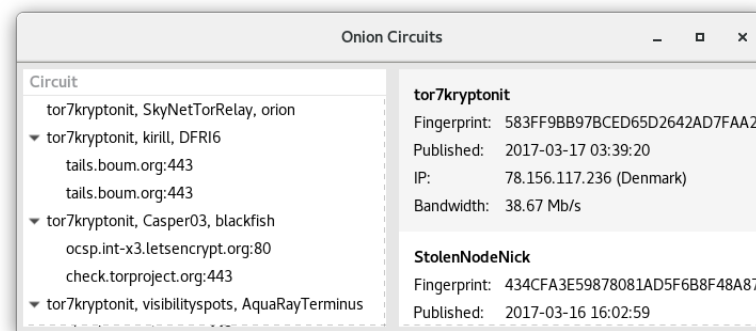 Onion Circuits
Circuit
tor7kryptonit, SkyNetTorRelay, orion
tor7kryptonit, kirill, DFRI6
tails.boum.org:443
tails.boum.org:443
tor7kryptonit, Casper03, blackfish
ocsp.int-x3.letsencrypt.org:80
check.torproject.org:443
tor7kryptonit, visibilityspots, AquaRayTerminus
tor7kryptonit
Fingerprint: 583FF9BB97BCED65D2642AD7FAA2
Published: 2017-03-17 03:39:20
IP: 78.156.117.236 (Denmark)
Bandwidth: 38.67 Mb/s
StolenNodeNick
Fingerprint: 434CFA3E59878081AD5F6B8F48A87
Published: 2017-03-16 16:02:59